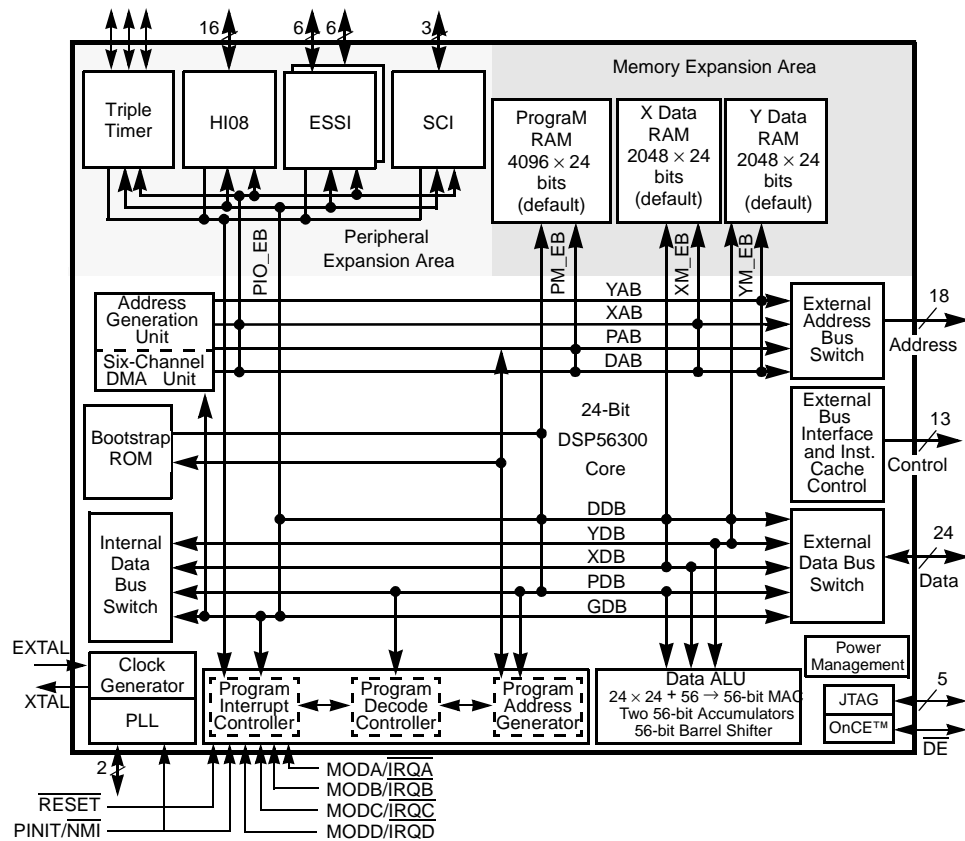 16
6
6
3
Memory Expansion Area
Triple
Timer
HI08
ESSI
SCI
PrograM
RAM
4096 × 24
bits
(default)
X Data
RAM
2048 × 24
bits
(default)
Y Data
RAM
2048 × 24
bits
(default)
Peripheral
Expansion Area
PIO_EB
PM_EB
XM_EB
YM_EB
Address
Generation
Unit
Six-Channel
DMA Unit
YAB
XAB
PAB
DAB
External
Address
Bus
Switch
18
Address
Bootstrap
ROM
24-Bit
DSP56300
Core
External
Bus
Interface
and Inst.
Cache
Control
13
Control
Internal
Data
Bus
Switch
DDB
YDB
XDB
PDB
GDB
External
Data Bus
Switch
24
Data
EXTAL
XTAL
Clock
Generator
PLL
Program
Interrupt
Controller
Program
Decode
Controller
Program
Address
Generator
Data ALU
24 × 24 + 56 → 56-bit MAC
Two 56-bit Accumulators
56-bit Barrel Shifter
Power
Management
JTAG
OnCE™
5
DE
2
RESET
PINIT/NMI
MODA/IRQA
MODB/IRQB
MODC/IRQC
MODD/IRQD